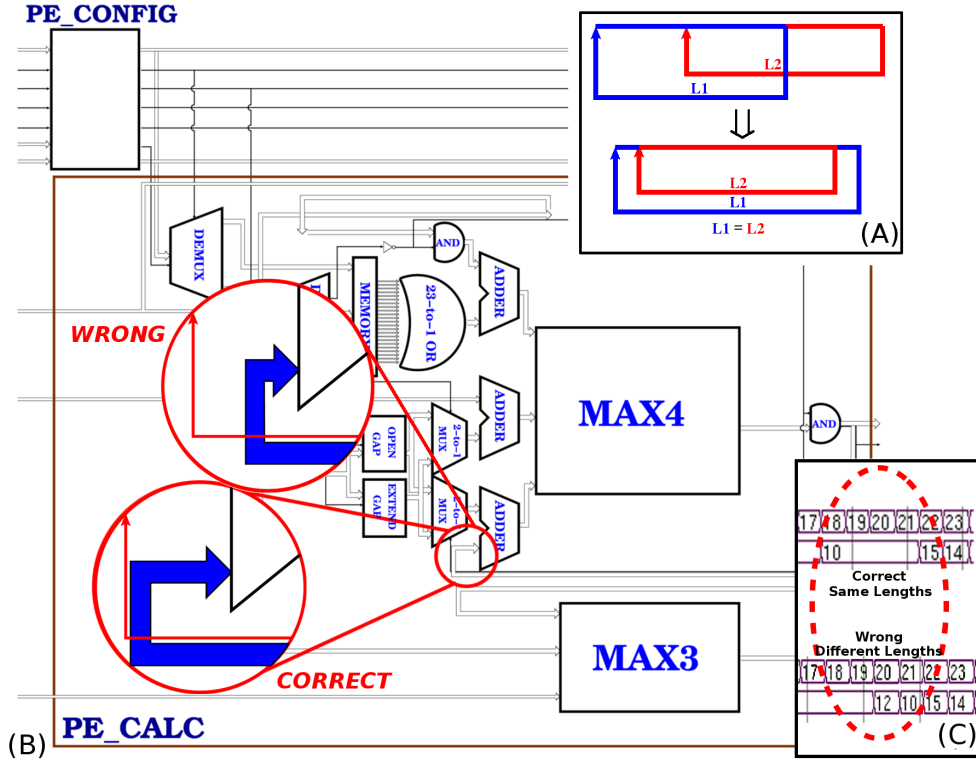 PE_CONFIG
L2
L1
L2
L1
L1 = L2
(A)
DEMUX
AND
ADDER
MEMORY
23-to-1 OR
WRONG
MAX4
AND
ADDER
OPEN
GAP
2-to-1
MUX
EXTEND
GAP
MUX
ADDER
17 18 19 20 21 22 23
10 15 14
Correct
Same Lengths
Wrong
Different Lengths
17 18 19 20 21 22 23
12 10 15 14
MAX3
CORRECT
PE_CALC
(B)
(C)